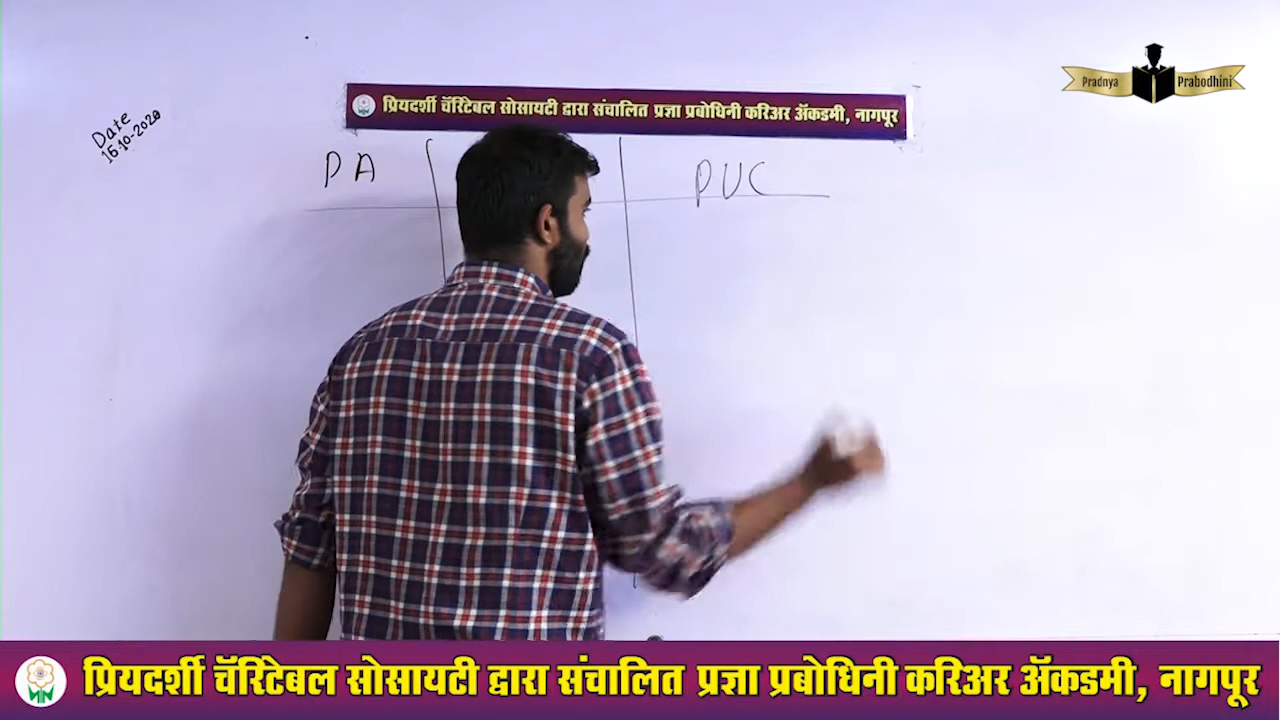 Pradnya Prabodhini
प्रियदर्शी चॅरिटेबल सोसायटी द्वारा संचालित प्रज्ञा प्रबोधिनी करिअर ॲकडमी, नागपूर
Date
16-10-2020
PA
PUC
प्रियदर्शी चॅरिटेबल सोसायटी द्वारा संचालित प्रज्ञा प्रबोधिनी करिअर ॲकडमी, नागपूर